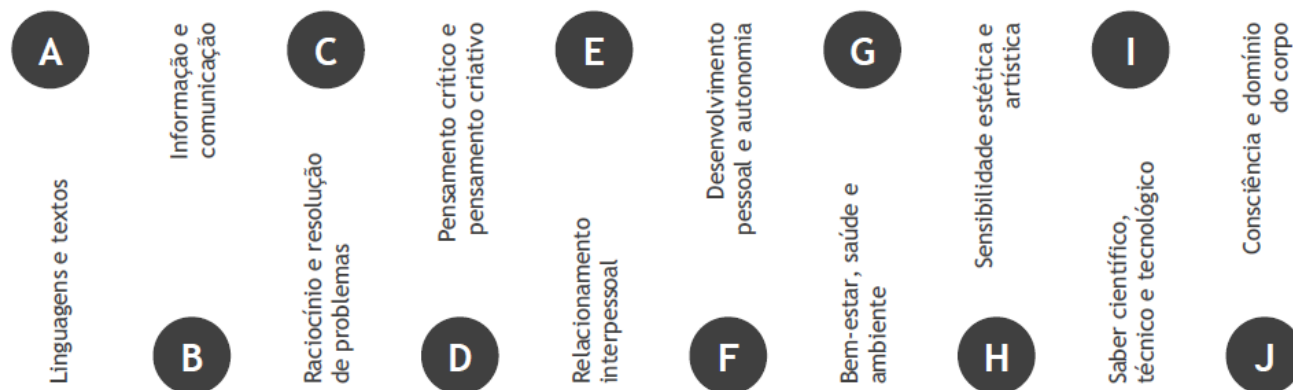 A
Linguagens e textos
Informação e
comunicação
B
C
Raciocínio e resolução
de problemas
Pensamento crítico e
pensamento criativo
D
E
Relacionamento
interpessoal
Desenvolvimento
pessoal e autonomia
F
G
Bem-estar, saúde e
ambiente
Sensibilidade estética e
artística
H
I
Saber científico,
técnico e tecnológico
Consciência e domínio
do corpo
J